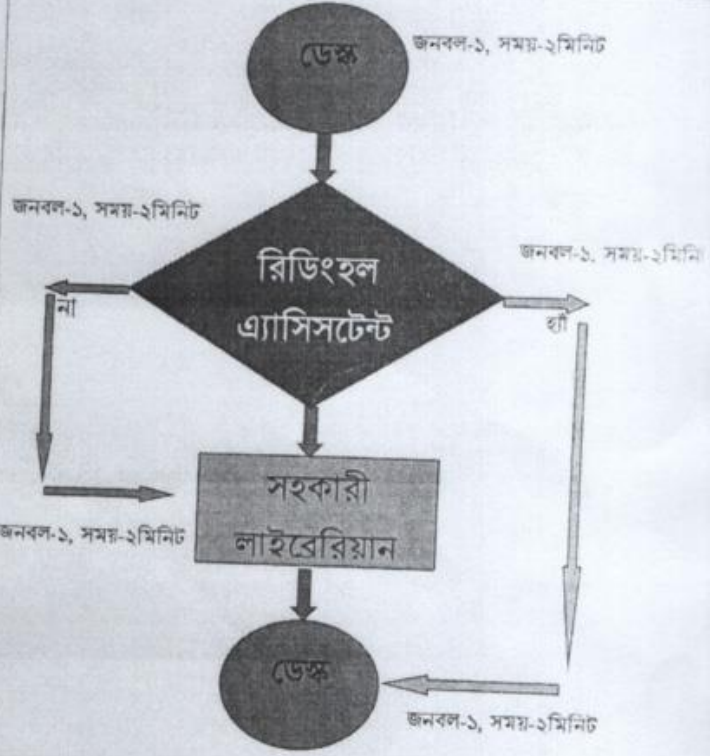 ডেস্ক
জনবল-১, সময়-২মিনিট
জনবল-১, সময়-২মিনিট
রিডিংহল
এ্যাসিসটেন্ট
জনবল-১, সময়-২মিনি
না
হ্যাঁ
সহকারী
লাইবেরিয়ান
জনবল-১, সময়-২মিনিট
ডেস্ক
জনবল-১, সময়-২মিনিট